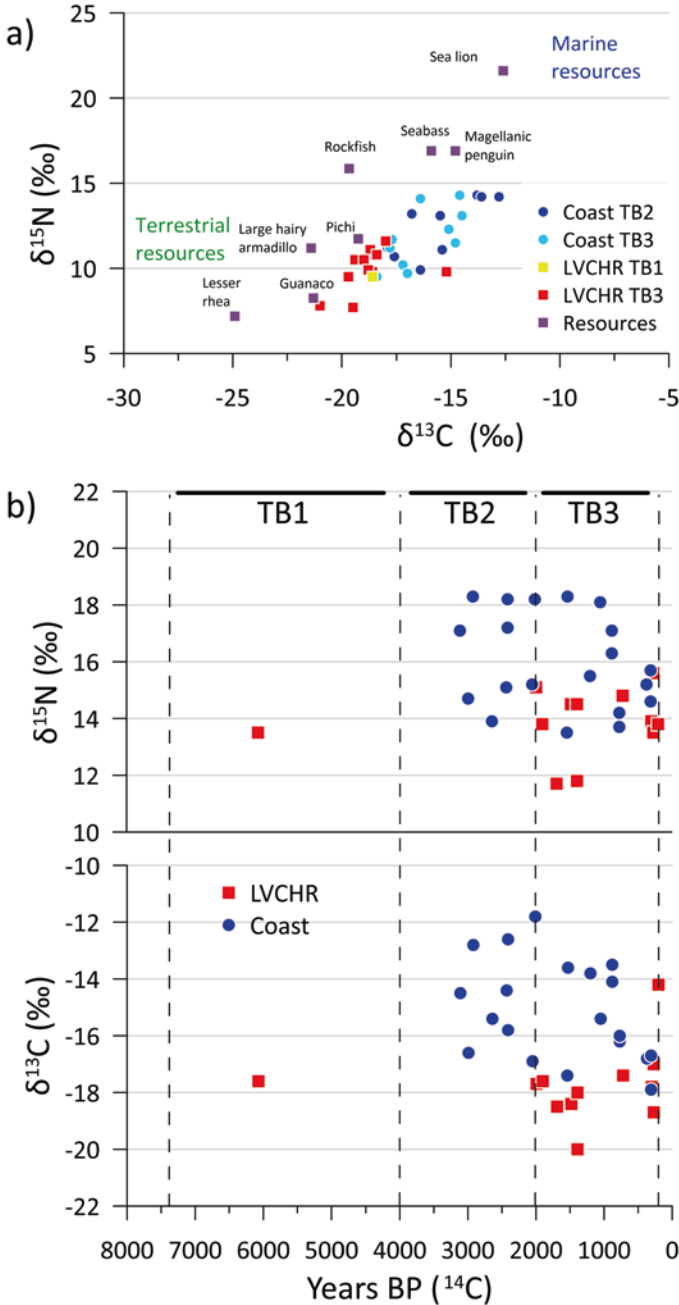 a)
25
20
15
10
5
δ15N (‰)
Sea lion
Marine
resources
Seabass
Magellanic
penguin
Rockfish
Terrestrial
resources
Large hairy
armadillo
Pichi
Lesser
rhea
Guanaco
Coast TB2
Coast TB3
LVCHR TB1
LVCHR TB3
Resources
-30
-25
-20
-15
-10
-5
δ13C (‰)
b)
TB1
TB2
TB3
22
20
18
16
14
12
10
δ15N (‰)
-10
-12
-14
-16
-18
-20
-22
δ13C (‰)
LVCHR
Coast
8000
7000
6000
5000
4000
3000
2000
1000
0
Years BP (14C)